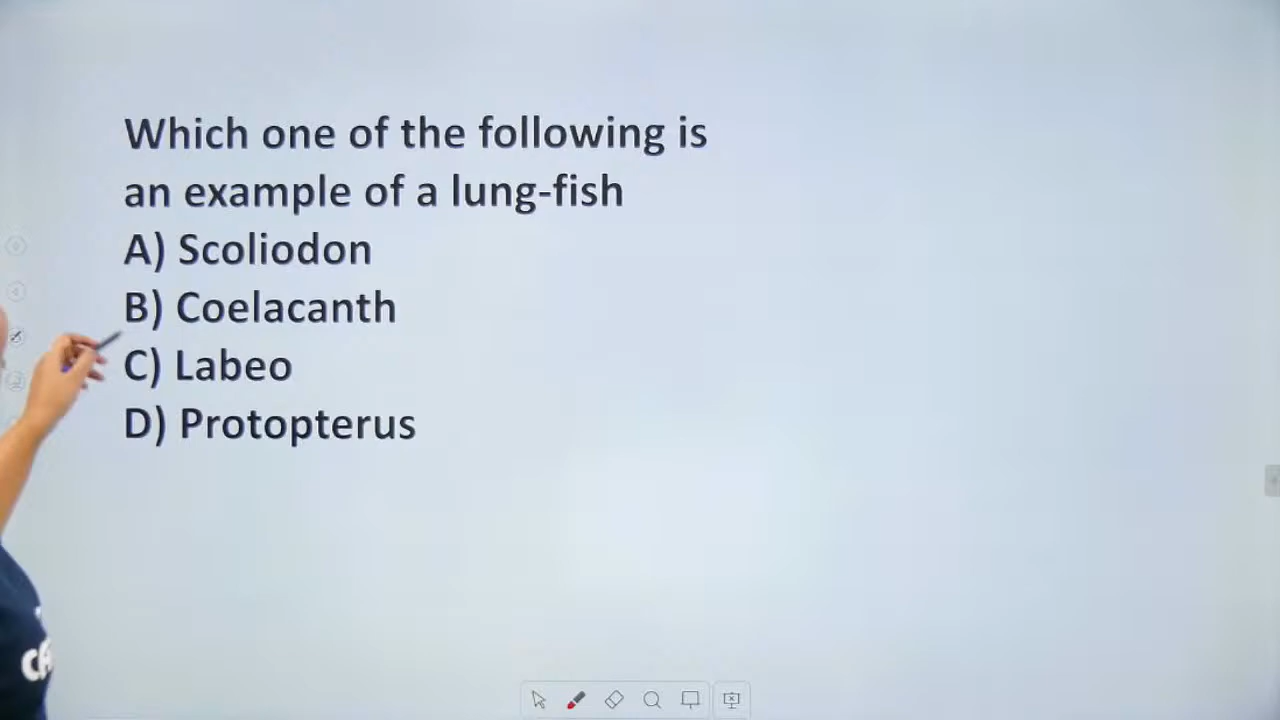 Which one of the following is
an example of a lung-fish
A) Scoliodon
B) Coelacanth
C) Labeo
D) Protopterus